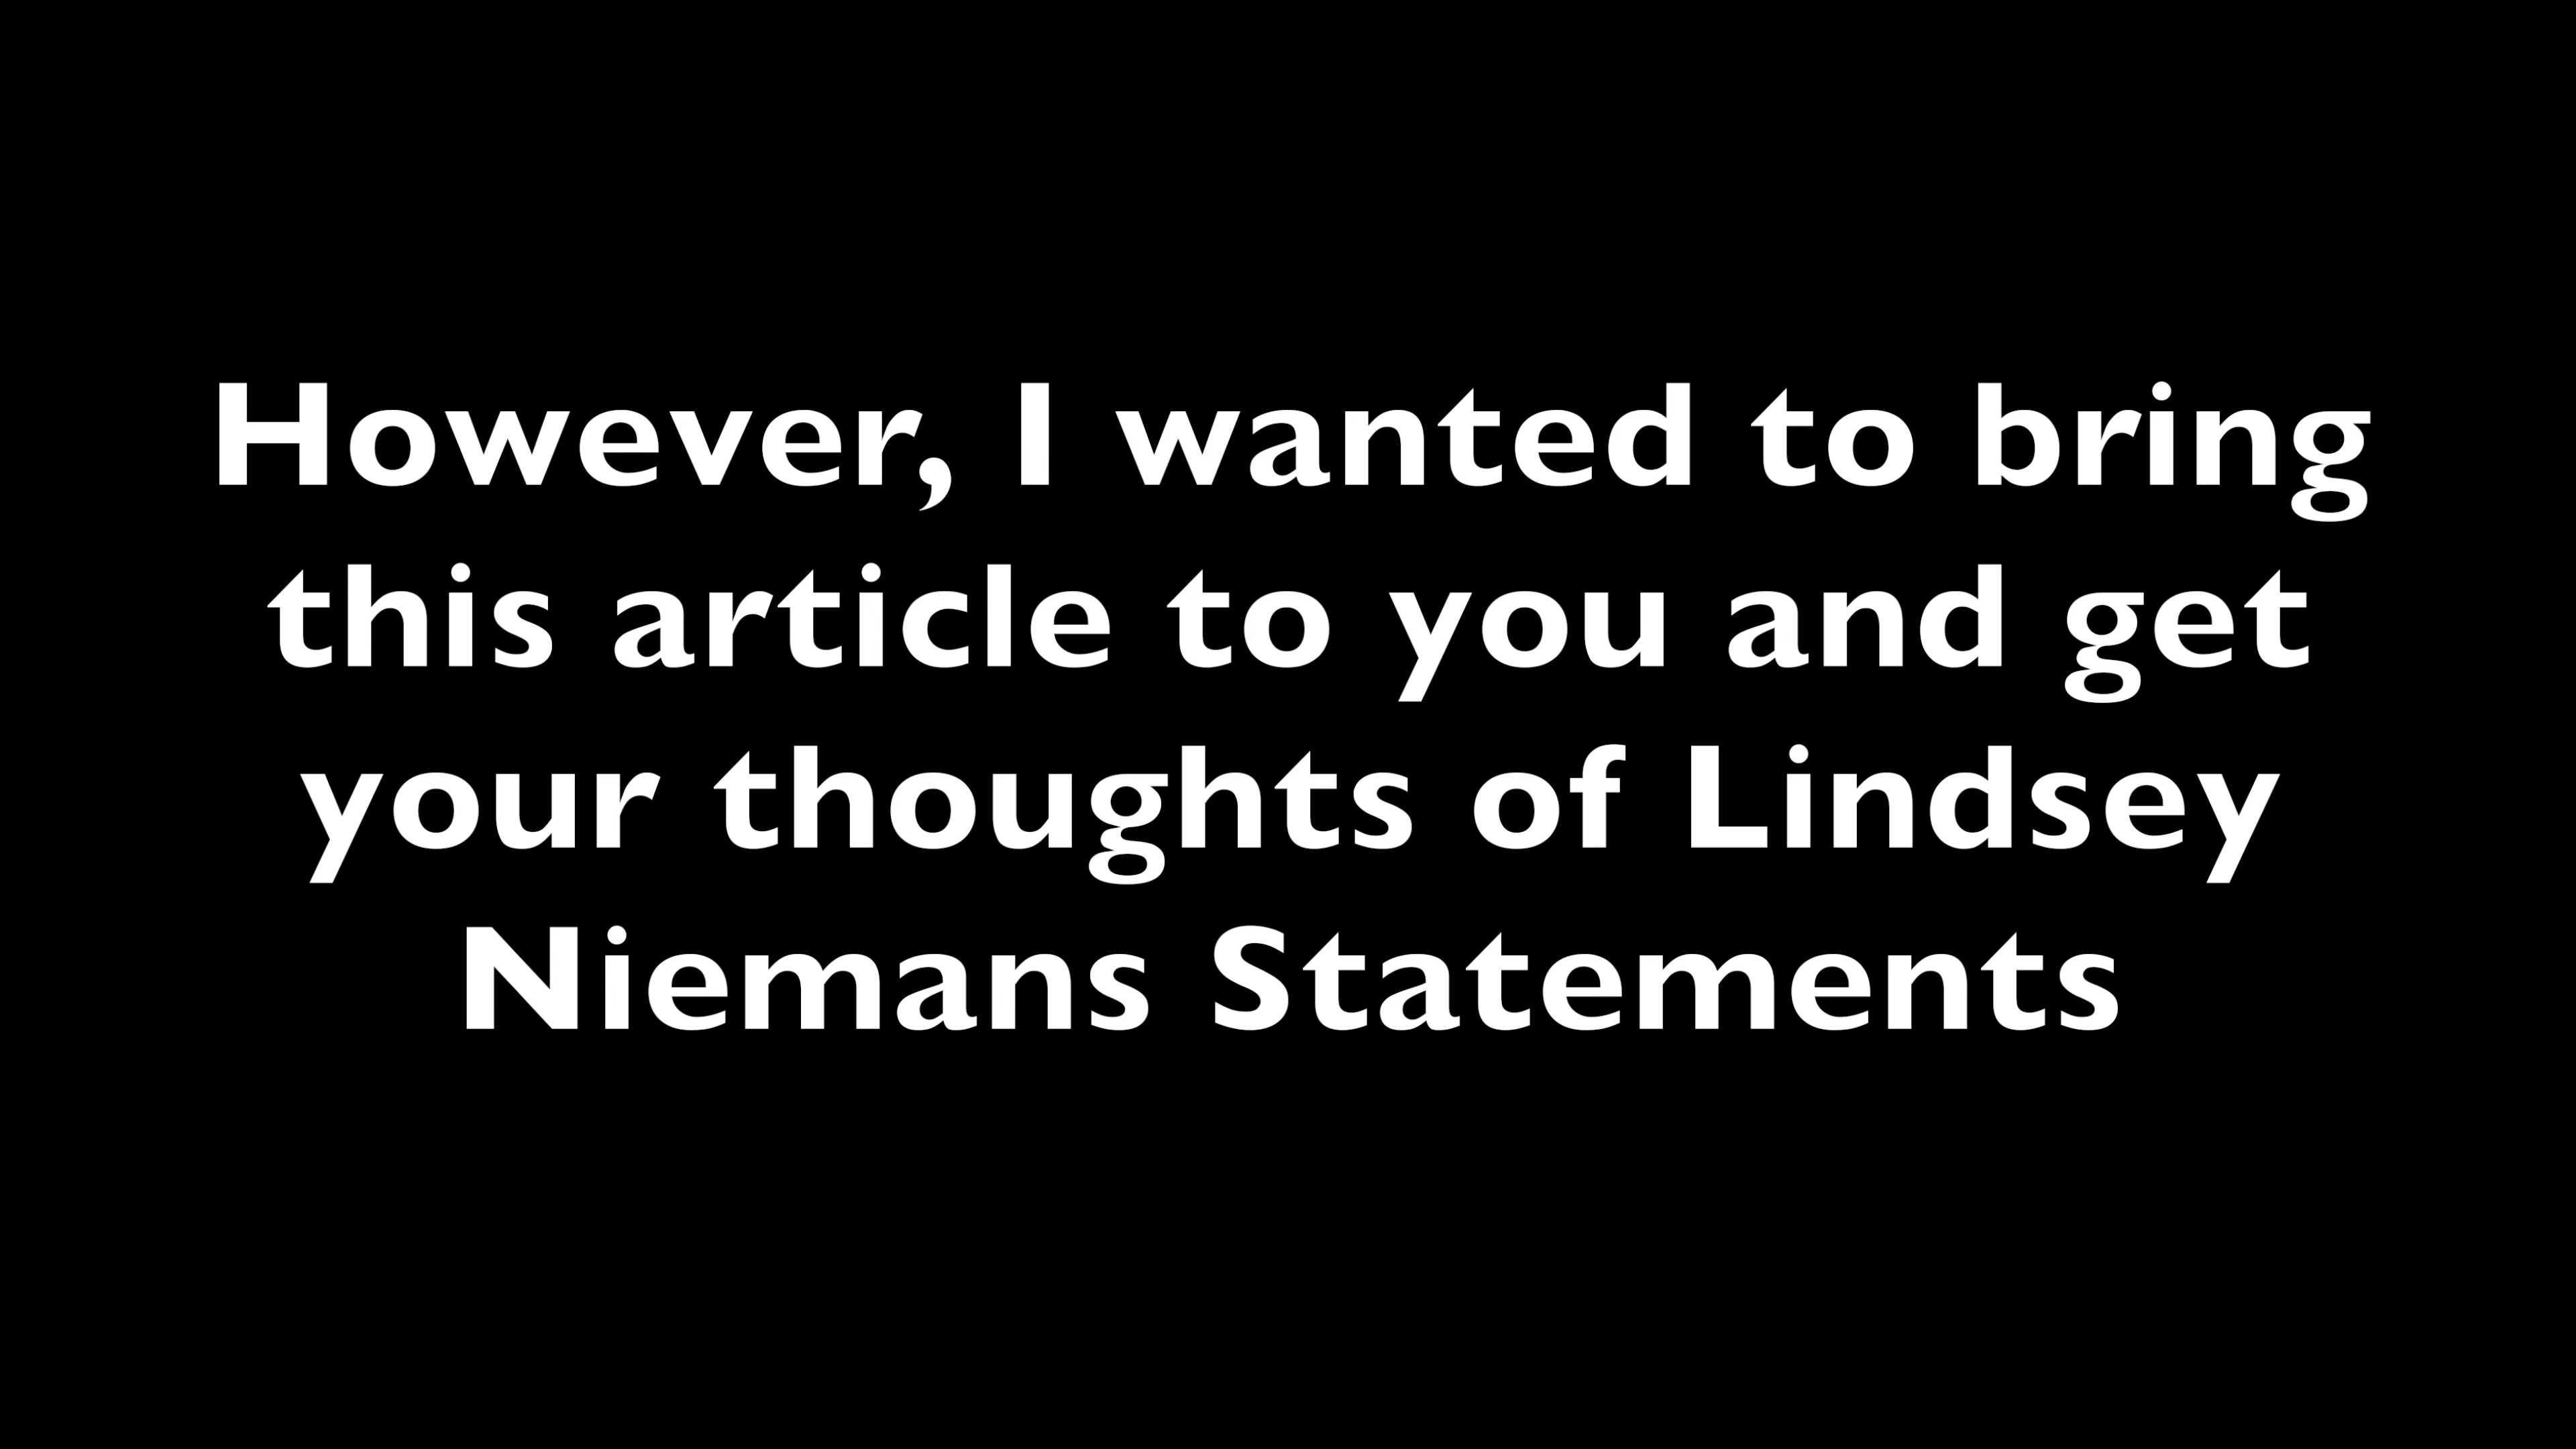 However, I wanted to bring
this article to you and get
your thoughts of Lindsey
Niemans Statements